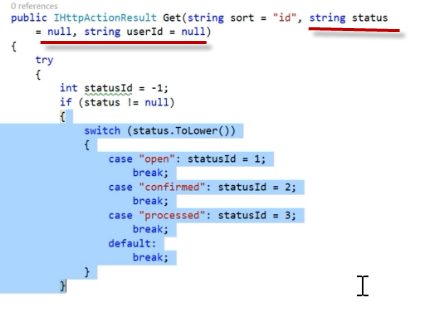 0 references
public IHttpActionResult Get(string sort = "id", string status
= null, string userId = null)
{
try
{
int statusId = -1;
if (status != null)
{
switch (status.ToLower())
{
case "open": statusId = 1;
break;
case "confirmed": statusId = 2;
break;
case "processed": statusId = 3;
break;
default:
break;
}
}